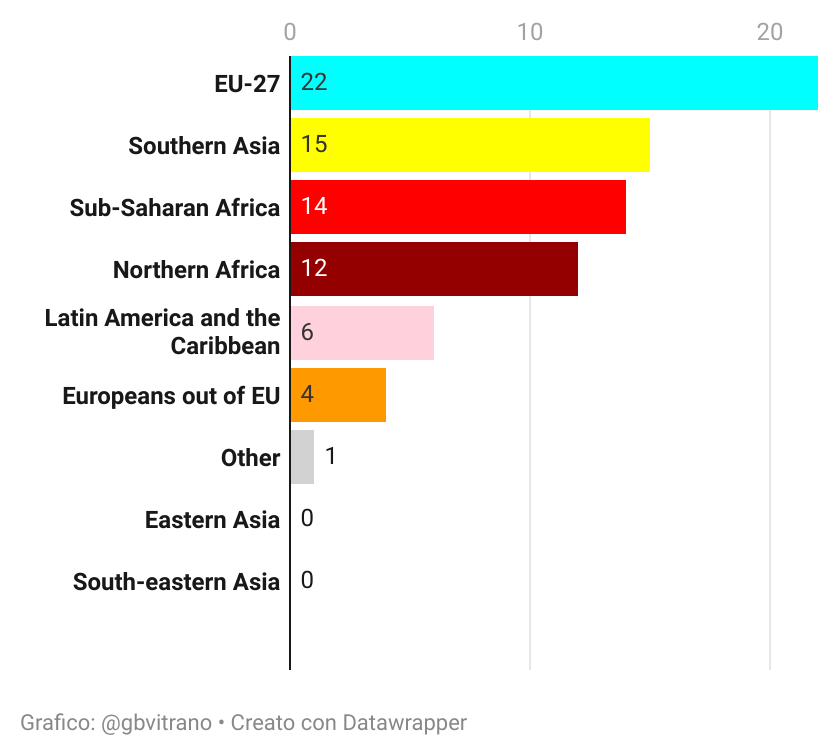 0 10 20
EU-27 22
Southern Asia 15
Sub-Saharan Africa 14
Northern Africa 12
Latin America and the
Caribbean 6
Europeans out of EU 4
Other 1
Eastern Asia 0
South-eastern Asia 0
Grafico: @gbvitrano • Creato con Datawrapper